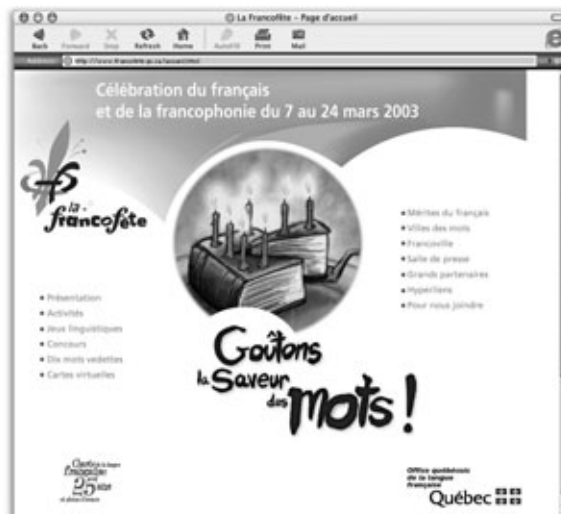 La Francofête – Page d'accueil
Back Forward Stop Refresh Home AutoFill Print Mail
Célébration du français
et de la francophonie du 7 au 24 mars 2003
la
francofête
Mérites du français
Villes des mots
Francoville
Salle de presse
Grands partenaires
Hyperliens
Pour nous joindre
Présentation
Activités
Jeux linguistiques
Concours
Dix mots vedettes
Cartes virtuelles
Goûtons
la Saveur
des mots !
française
25 ans
Office québécois
de la langue
française
Québec